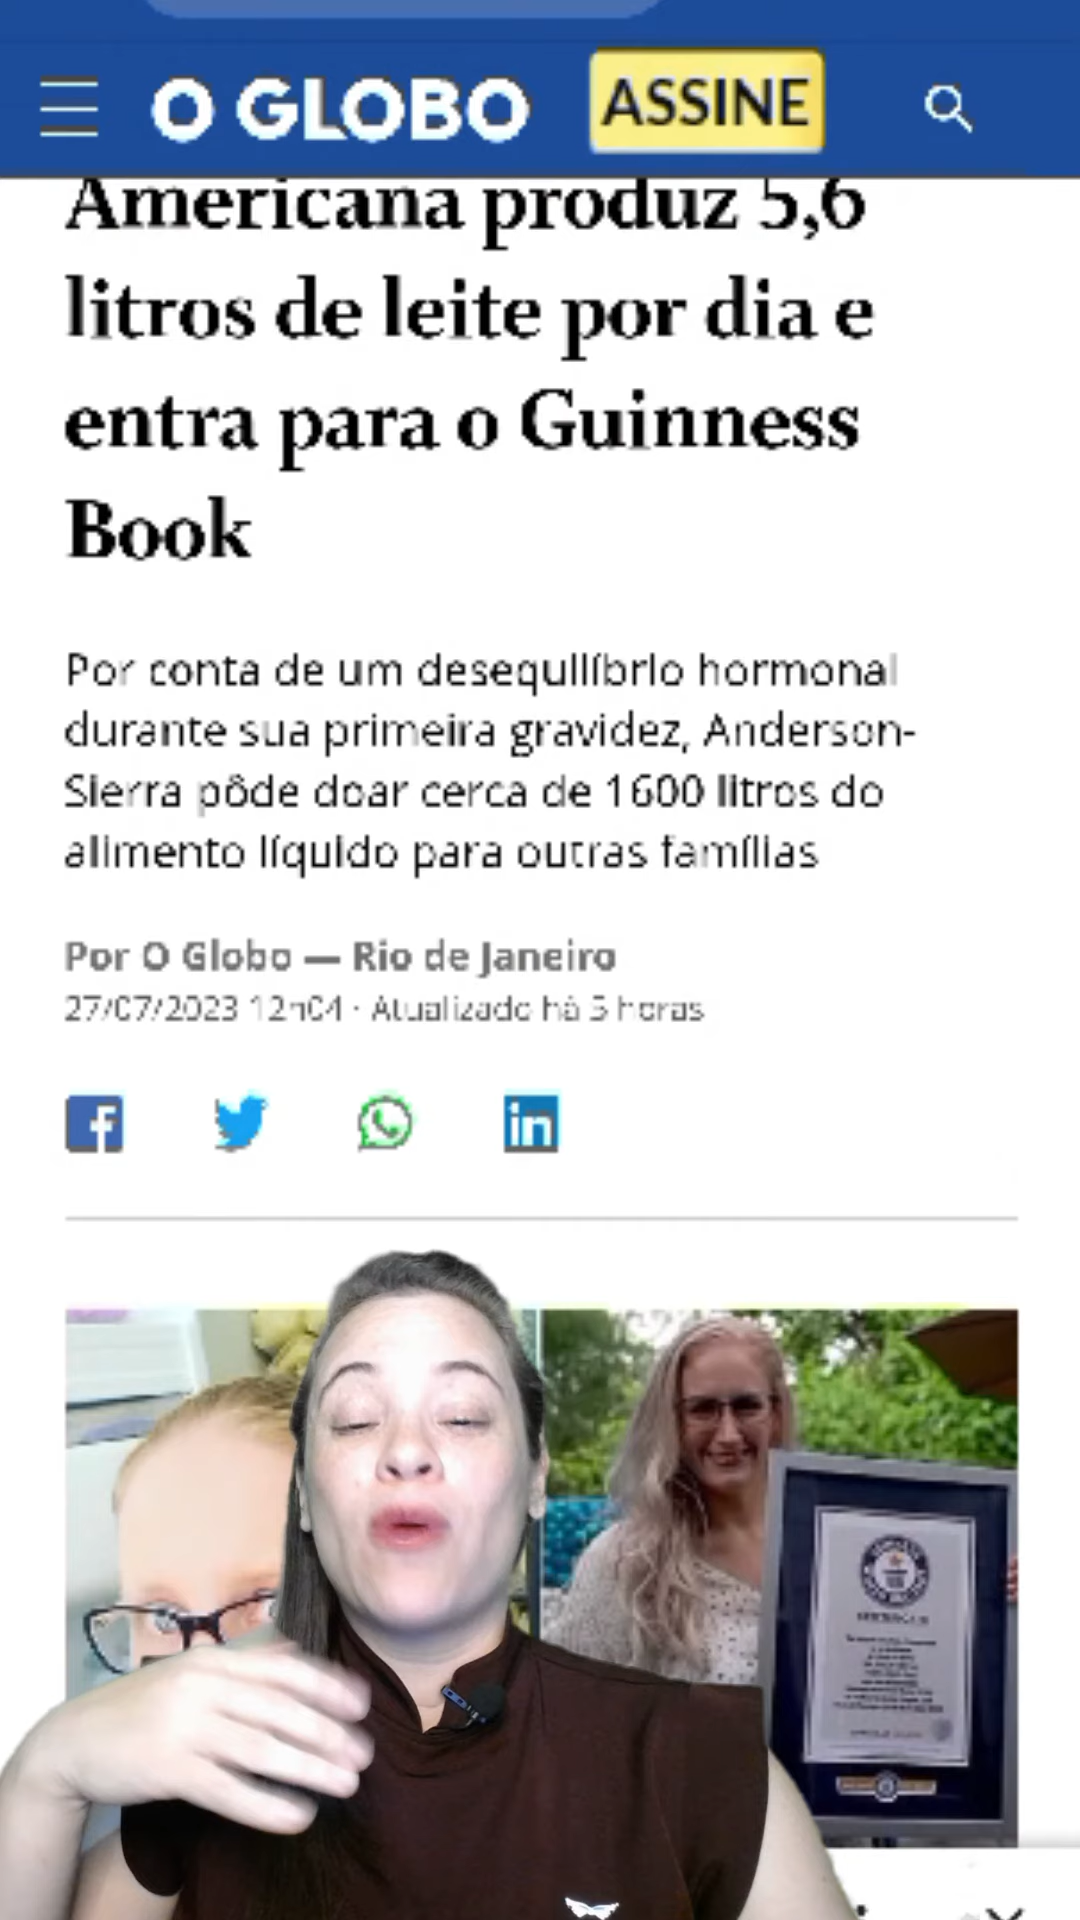 O GLOBO ASSINE
Americana produz 5,6
litros de leite por dia e
entra para o Guinness
Book
Por conta de um desequilíbrio hormonal
durante sua primeira gravidez, Anderson-
Sierra pôde doar cerca de 1600 litros do
alimento líquido para outras famílias
Por O Globo — Rio de Janeiro
27/07/2023 12h04 · Atualizado há 5 horas